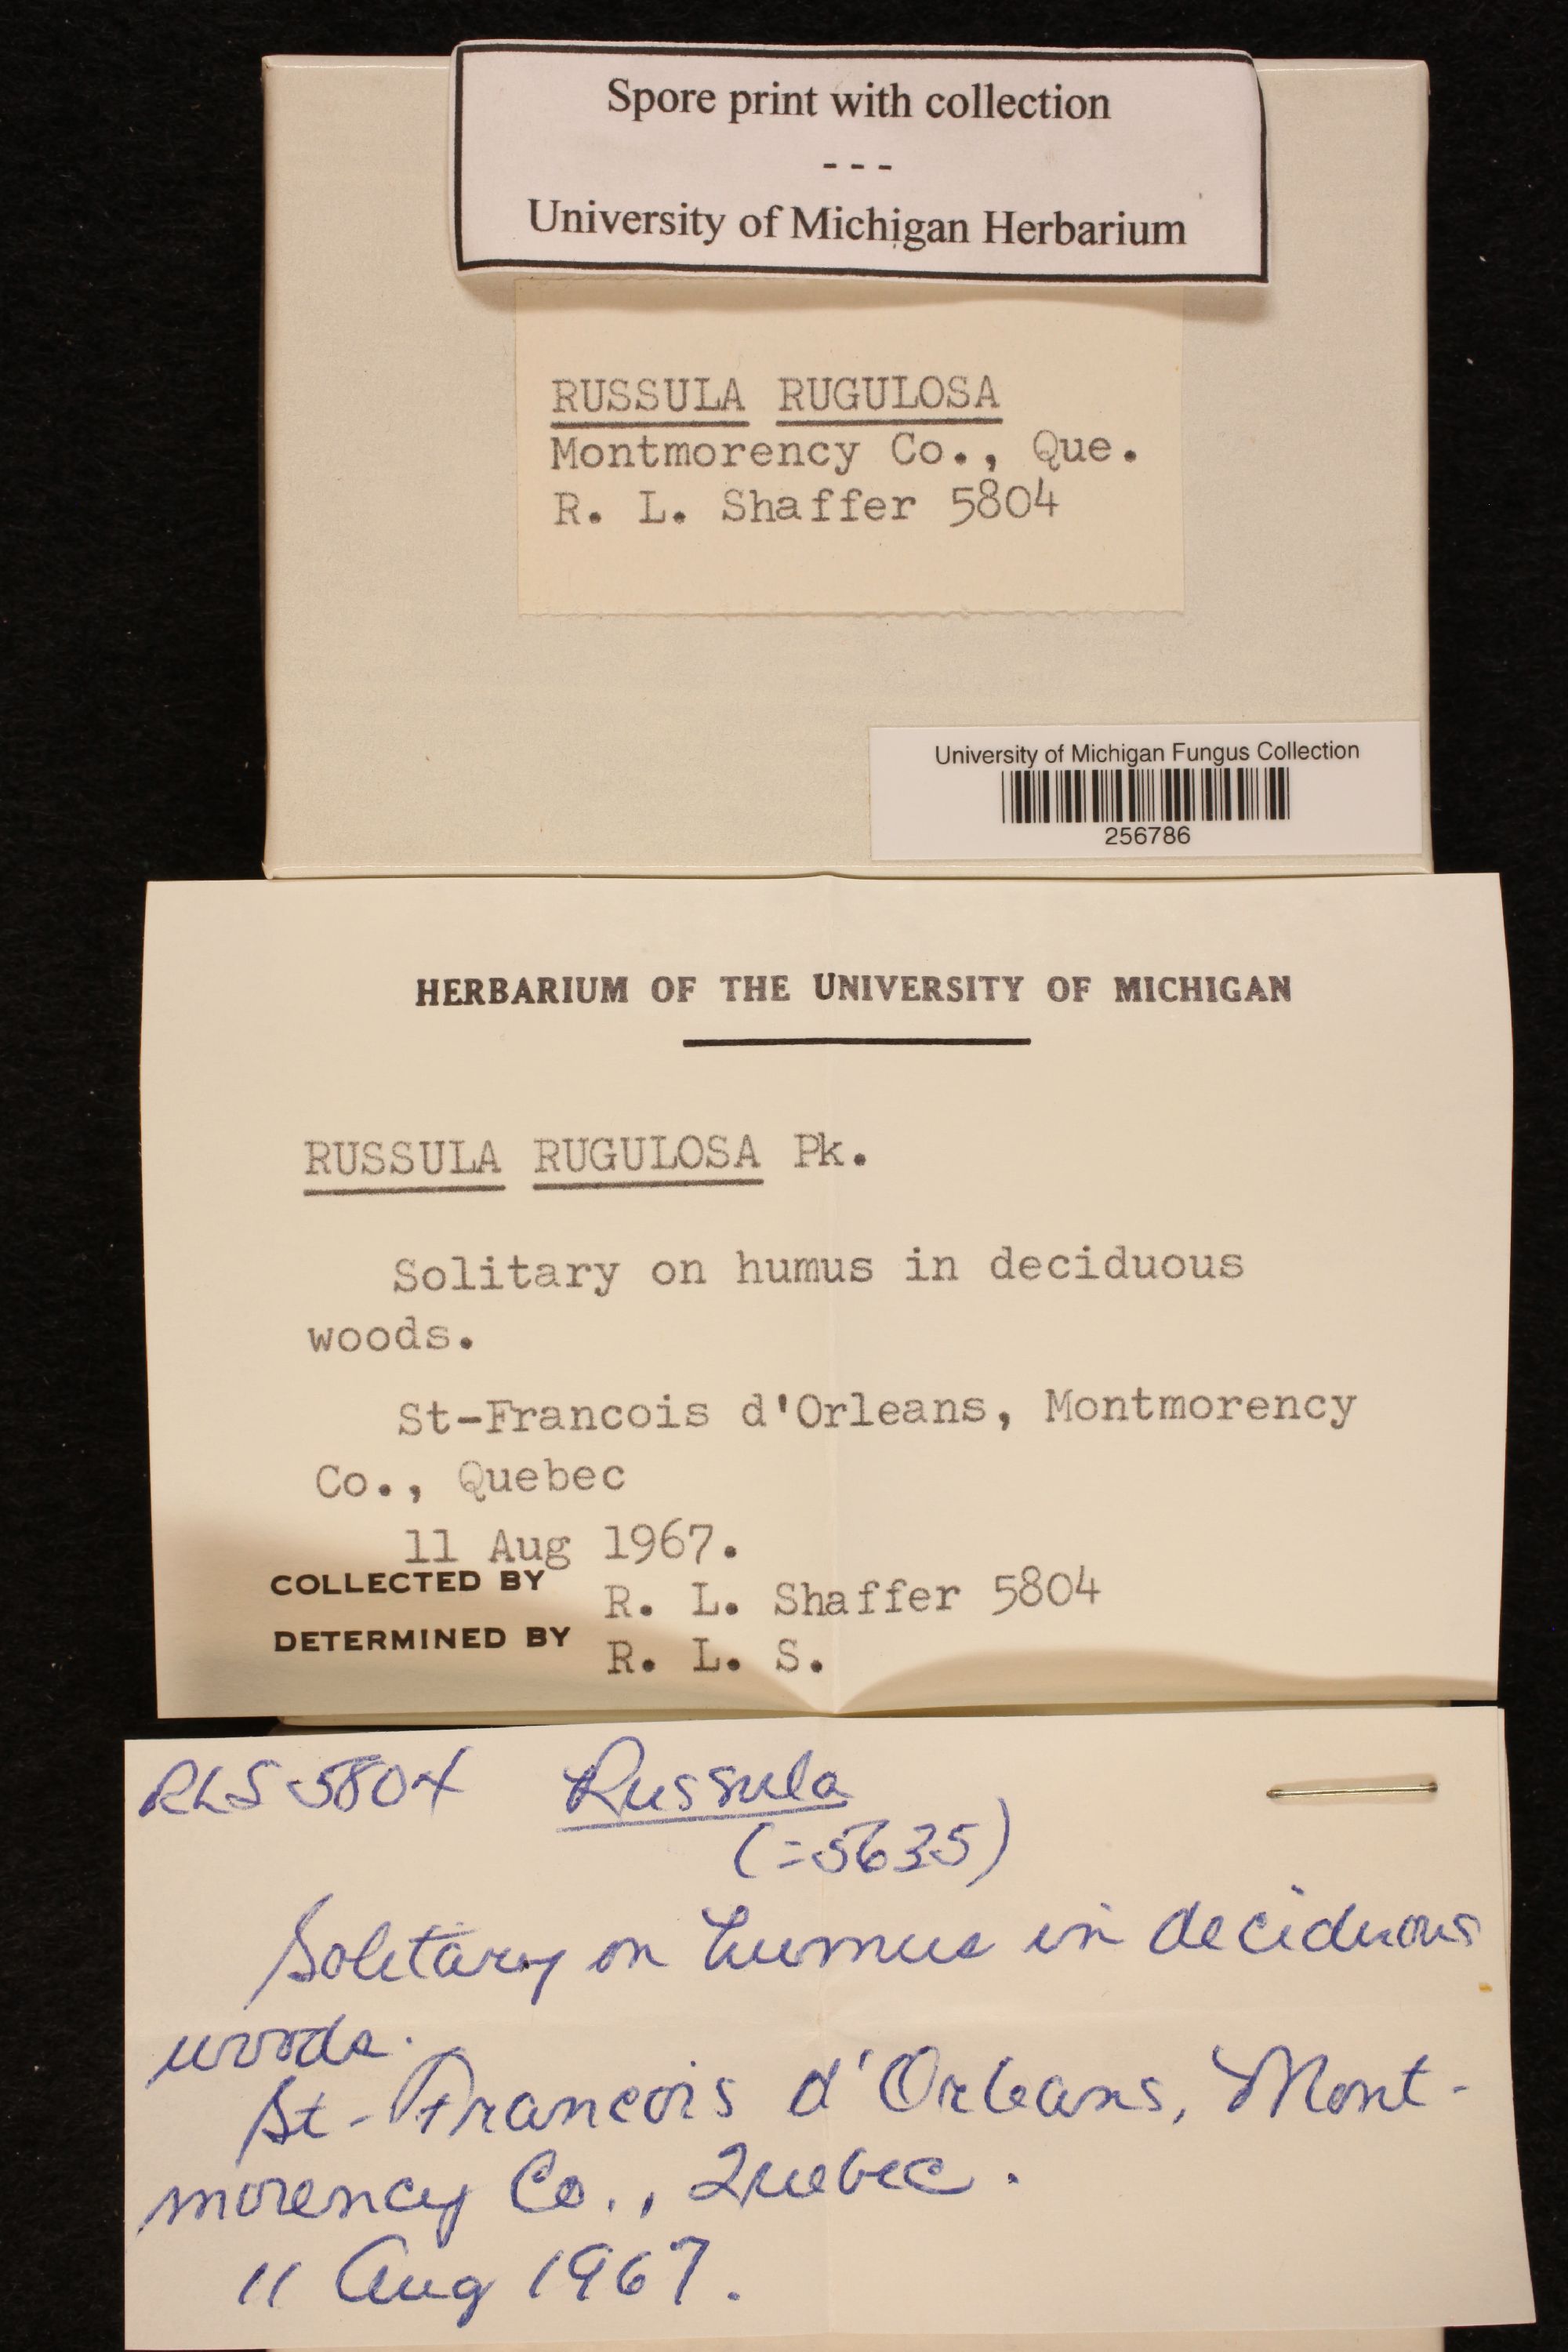 Spore print with collection
---
University of Michigan Herbarium
RUSSULA RUGULOSA
Montmorency Co., Que.
R. L. Shaffer 5804
University of Michigan Fungus Collection
256786
HERBARIUM OF THE UNIVERSITY OF MICHIGAN
RUSSULA RUGULOSA Pk.
Solitary on humus in deciduous
woods.
St-Francois d'Orleans, Montmorency
Co., Quebec
11 Aug 1967.
COLLECTED BY R. L. Shaffer 5804
DETERMINED BY R. L. S.
RLS 5804 Russula
(=5635)
Solitary on humus in deciduous
woods.
St-Francois d'Orleans, Mont-
morency Co., Quebec.
11 Aug 1967.